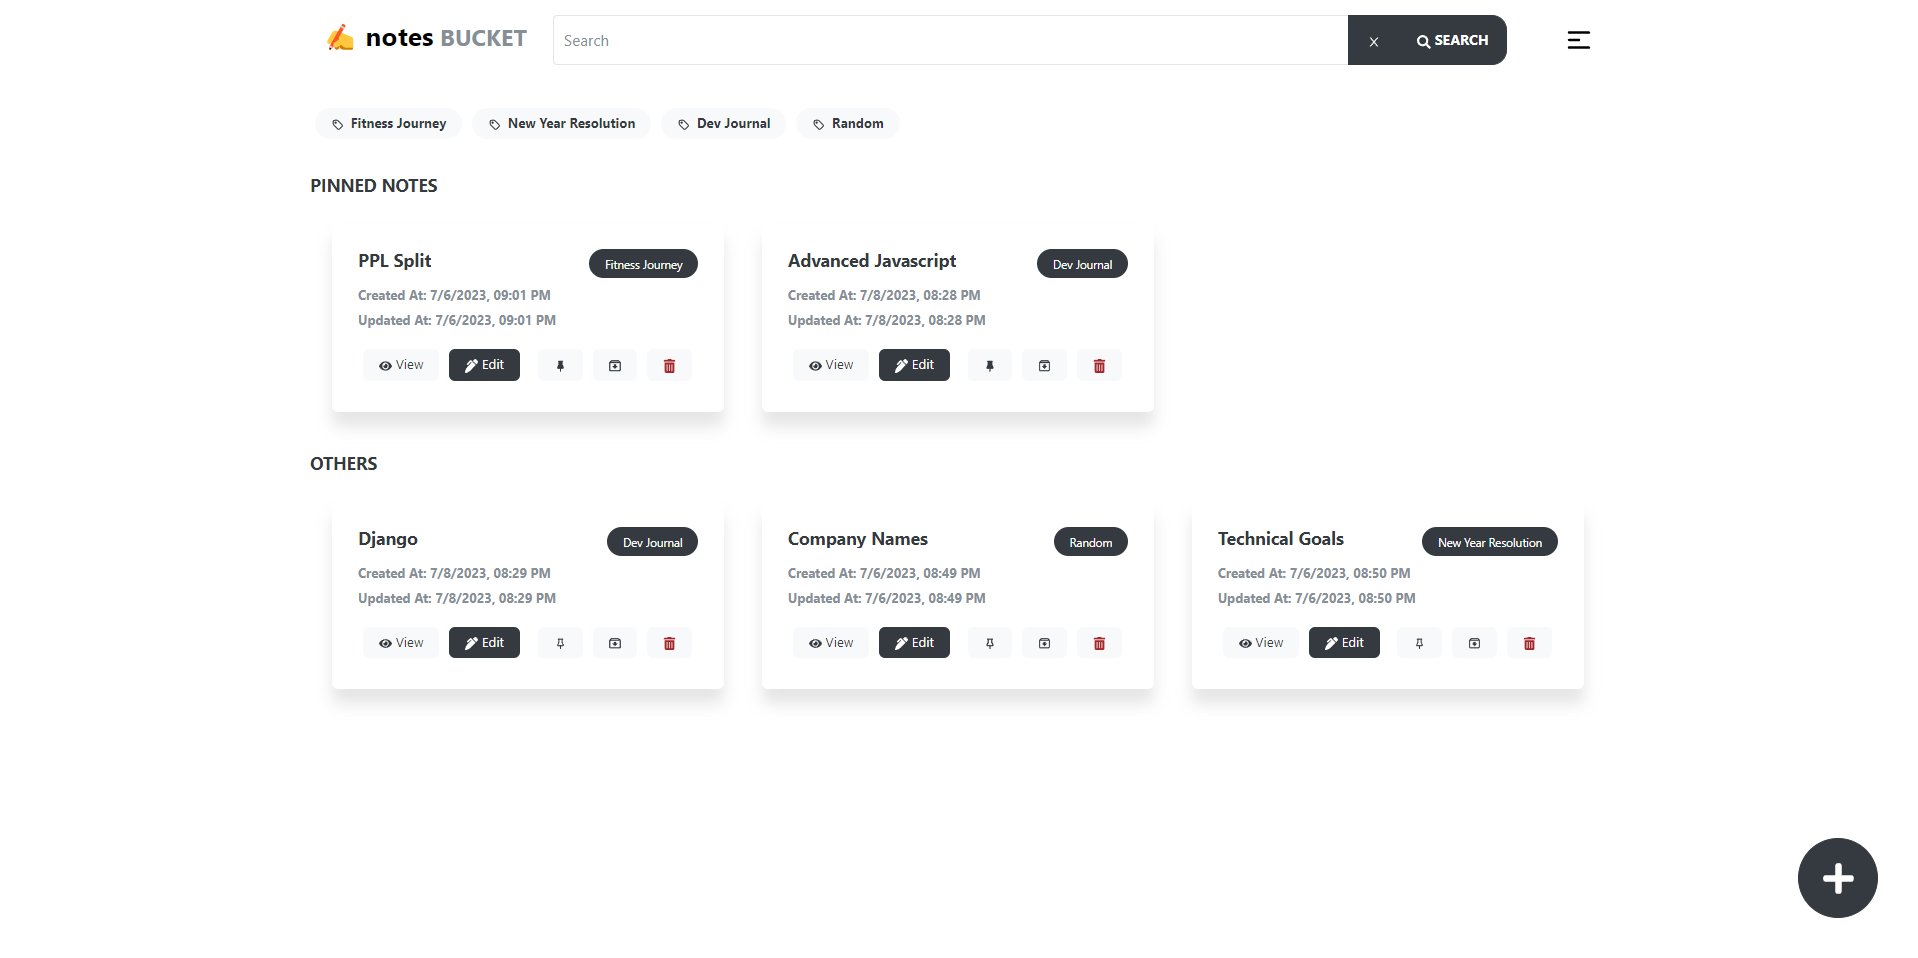 notes BUCKET
Search
X
SEARCH
Fitness Journey
New Year Resolution
Dev Journal
Random
PINNED NOTES
PPL Split
Fitness Journey
Created At: 7/6/2023, 09:01 PM
Updated At: 7/6/2023, 09:01 PM
View
Edit
Advanced Javascript
Dev Journal
Created At: 7/8/2023, 08:28 PM
Updated At: 7/8/2023, 08:28 PM
View
Edit
OTHERS
Django
Dev Journal
Created At: 7/8/2023, 08:29 PM
Updated At: 7/8/2023, 08:29 PM
View
Edit
Company Names
Random
Created At: 7/6/2023, 08:49 PM
Updated At: 7/6/2023, 08:49 PM
View
Edit
Technical Goals
New Year Resolution
Created At: 7/6/2023, 08:50 PM
Updated At: 7/6/2023, 08:50 PM
View
Edit